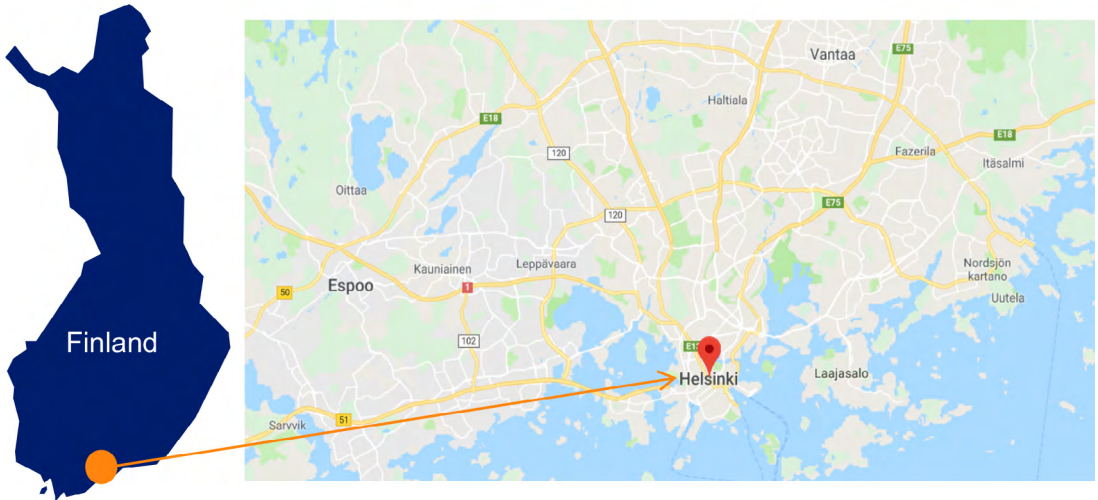 Finland
Vantaa
E75
Haltiala
E18
E18
120
Fazerila
Itäsalmi
Oittaa
E75
120
Kauniainen
Leppävaara
Nordsjön
kartano
Espoo
1
50
Uutela
102
Helsinki
Laajasalo
51
Sarvvik